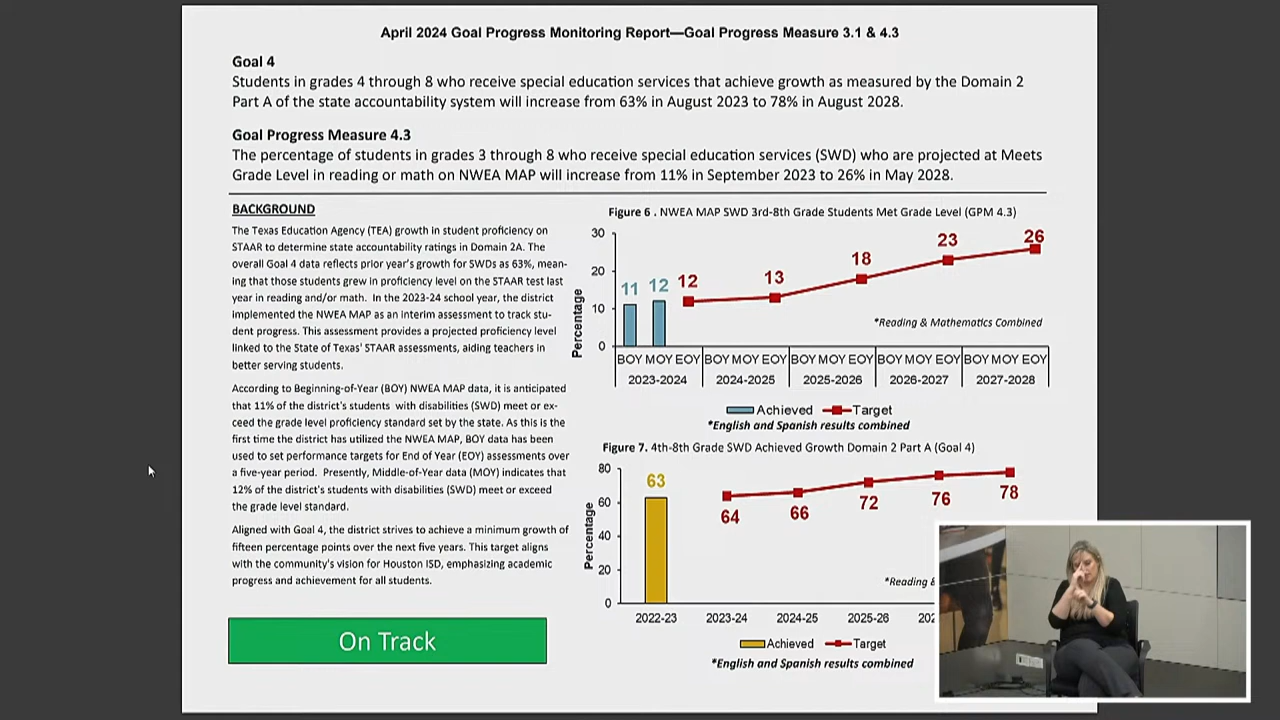 April 2024 Goal Progress Monitoring Report—Goal Progress Measure 3.1 & 4.3
Goal 4
Students in grades 4 through 8 who receive special education services that achieve growth as measured by the Domain 2
Part A of the state accountability system will increase from 63% in August 2023 to 78% in August 2028.
Goal Progress Measure 4.3
The percentage of students in grades 3 through 8 who receive special education services (SWD) who are projected at Meets
Grade Level in reading or math on NWEA MAP will increase from 11% in September 2023 to 26% in May 2028.
BACKGROUND
The Texas Education Agency (TEA) growth in student proficiency on
STAAR to determine state accountability ratings in Domain 2A. The
overall Goal 4 data reflects prior year's growth for SWDs as 63%, mean-
ing that those students grew in proficiency level on the STAAR test last
year in reading and/or math. In the 2023-24 school year, the district
implemented the NWEA MAP as an interim assessment to track stu-
dent progress. This assessment provides a projected proficiency level
linked to the State of Texas' STAAR assessments, aiding teachers in
better serving students.
According to Beginning-of-Year (BOY) NWEA MAP data, it is anticipated
that 11% of the district's students with disabilities (SWD) meet or ex-
ceed the grade level proficiency standard set by the state. As this is the
first time the district has utilized the NWEA MAP, BOY data has been
used to set performance targets for End of Year (EOY) assessments over
a five-year period. Presently, Middle-of-Year data (MOY) indicates that
12% of the district's students with disabilities (SWD) meet or exceed
the grade level standard.
Aligned with Goal 4, the district strives to achieve a minimum growth of
fifteen percentage points over the next five years. This target aligns
with the community's vision for Houston ISD, emphasizing academic
progress and achievement for all students.
On Track
Figure 6 . NWEA MAP SWD 3rd-8th Grade Students Met Grade Level (GPM 4.3)
Percentage
30
20
10
0
11 12 12 13 18 23 26
*Reading & Mathematics Combined
BOY MOY EOY BOY MOY EOY BOY MOY EOY BOY MOY EOY BOY MOY EOY
2023-2024 2024-2025 2025-2026 2026-2027 2027-2028
Achieved Target
*English and Spanish results combined
Figure 7. 4th-8th Grade SWD Achieved Growth Domain 2 Part A (Goal 4)
Percentage
80
60
40
20
0
63 64 66 72 76 78
*Reading &
2022-23 2023-24 2024-25 2025-26 202
Achieved Target
*English and Spanish results combined